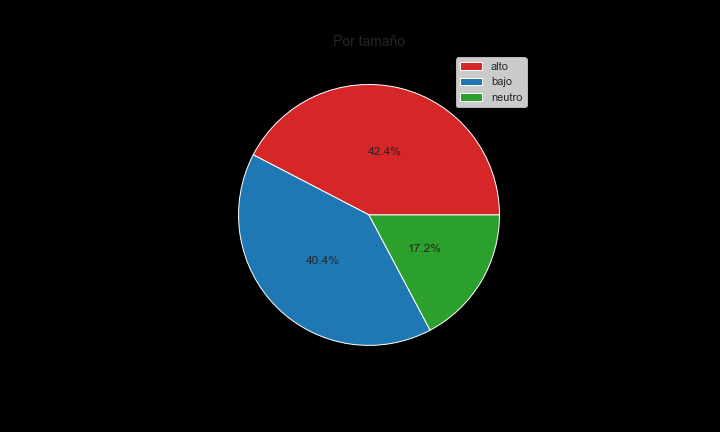 Por tamaño
alto
bajo
neutro
42.4%
40.4%
17.2%